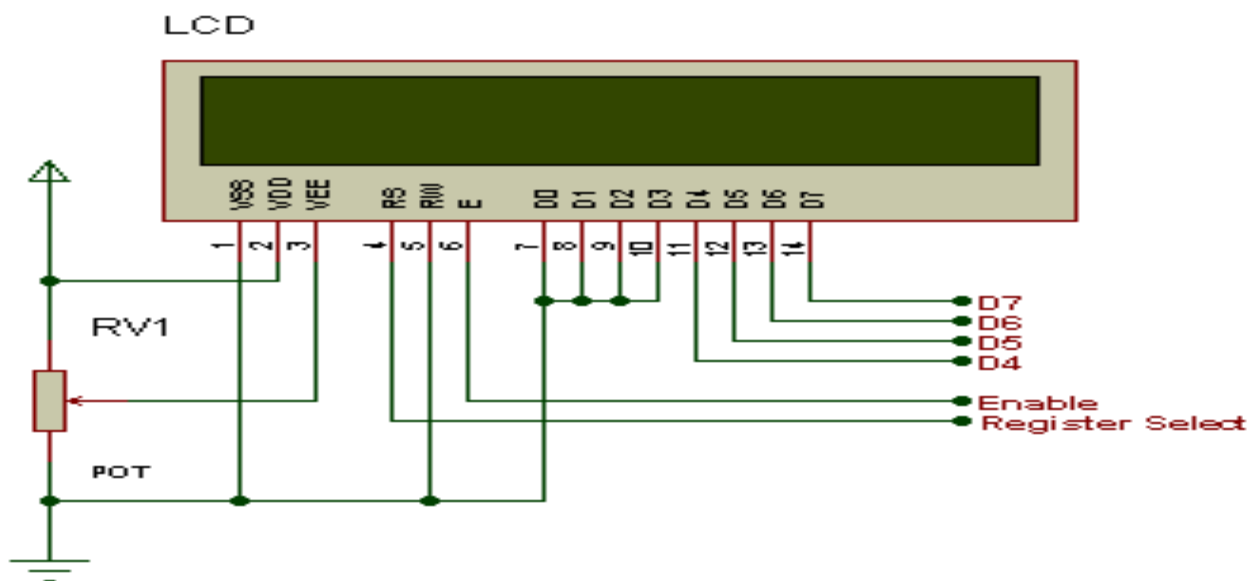 LCD
VSS VDD VEE RS RW E D0 D1 D2 D3 D4 D5 D6 D7
1 2 3 4 5 6 7 8 9 10 11 12 13 14
D7
RV1
D6
D5
D4
Enable
Register Select
POT